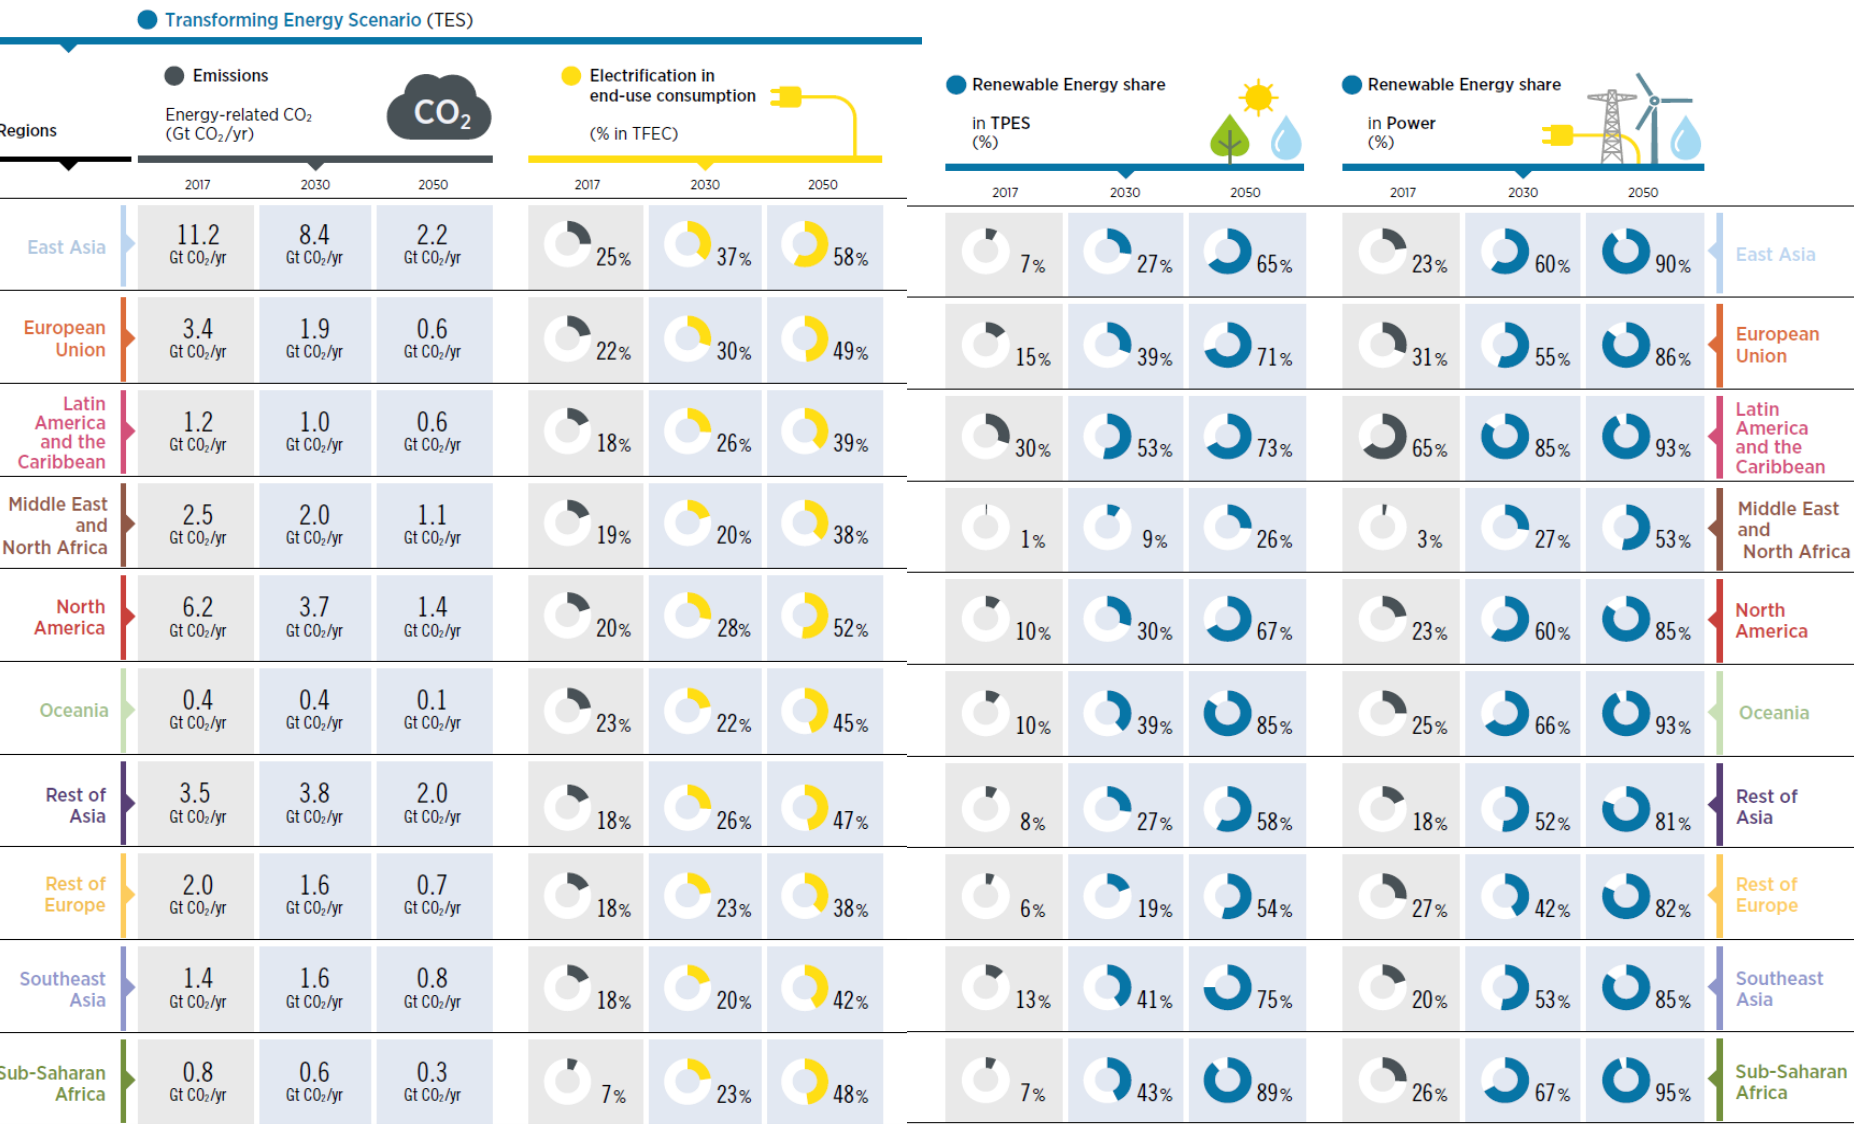 Transforming Energy Scenario (TES)
Regions
Emissions
Energy-related CO₂
(Gt CO₂/yr)
CO₂
Electrification in
end-use consumption
(% in TFEC)
Renewable Energy share
in TPES
(%)
Renewable Energy share
in Power
(%)
2017 2030 2050 2017 2030 2050 2017 2030 2050 2017 2030 2050
East Asia
11.2 8.4 2.2
Gt CO₂/yr Gt CO₂/yr Gt CO₂/yr
25% 37% 58% 7% 27% 65% 23% 60% 90%
East Asia
European
Union
3.4 1.9 0.6
Gt CO₂/yr Gt CO₂/yr Gt CO₂/yr
22% 30% 49% 15% 39% 71% 31% 55% 86%
European
Union
Latin
America
and the
Caribbean
1.2 1.0 0.6
Gt CO₂/yr Gt CO₂/yr Gt CO₂/yr
18% 26% 39% 30% 53% 73% 65% 85% 93%
Latin
America
and the
Caribbean
Middle East
and
North Africa
2.5 2.0 1.1
Gt CO₂/yr Gt CO₂/yr Gt CO₂/yr
19% 20% 38% 1% 9% 26% 3% 27% 53%
Middle East
and
North Africa
North
America
6.2 3.7 1.4
Gt CO₂/yr Gt CO₂/yr Gt CO₂/yr
20% 28% 52% 10% 30% 67% 23% 60% 85%
North
America
Oceania
0.4 0.4 0.1
Gt CO₂/yr Gt CO₂/yr Gt CO₂/yr
23% 22% 45% 10% 39% 85% 25% 66% 93%
Oceania
Rest of
Asia
3.5 3.8 2.0
Gt CO₂/yr Gt CO₂/yr Gt CO₂/yr
18% 26% 47% 8% 27% 58% 18% 52% 81%
Rest of
Asia
Rest of
Europe
2.0 1.6 0.7
Gt CO₂/yr Gt CO₂/yr Gt CO₂/yr
18% 23% 38% 6% 19% 54% 27% 42% 82%
Rest of
Europe
Southeast
Asia
1.4 1.6 0.8
Gt CO₂/yr Gt CO₂/yr Gt CO₂/yr
18% 20% 42% 13% 41% 75% 20% 53% 85%
Southeast
Asia
Sub-Saharan
Africa
0.8 0.6 0.3
Gt CO₂/yr Gt CO₂/yr Gt CO₂/yr
7% 23% 48% 7% 43% 89% 26% 67% 95%
Sub-Saharan
Africa